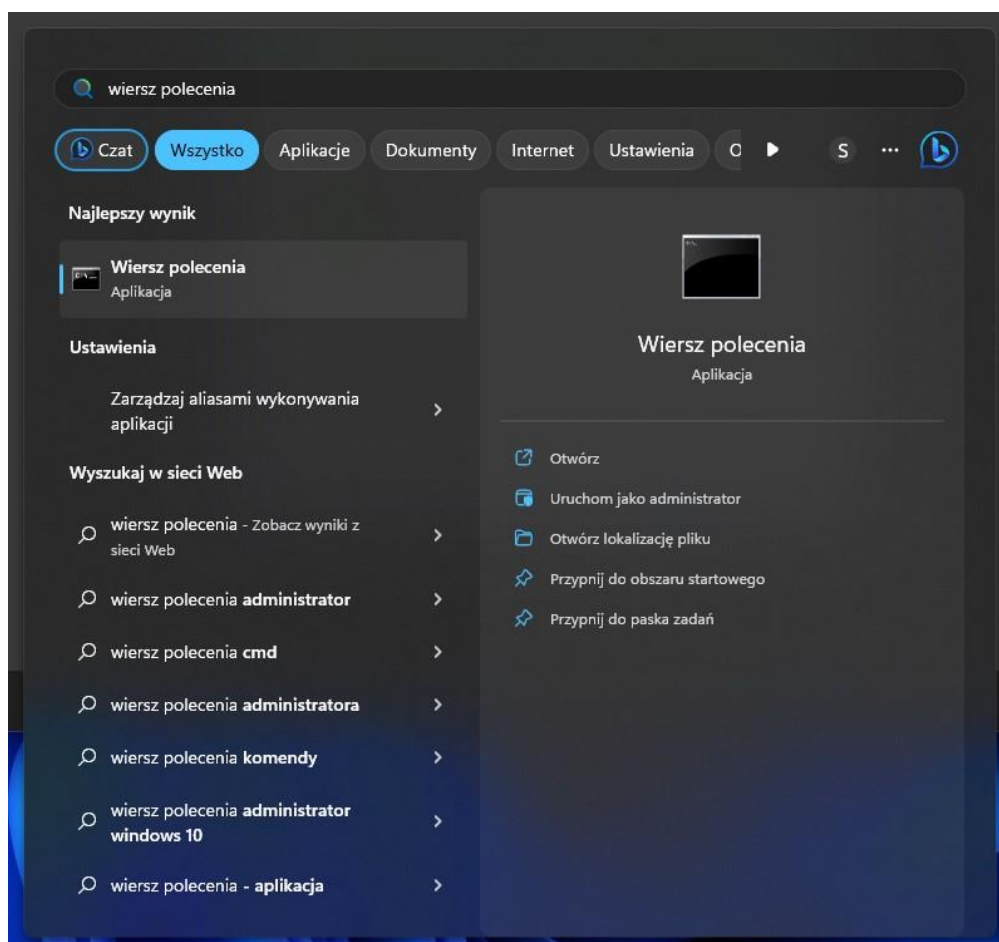 wiersz polecenia
Czat Wszystko Aplikacje Dokumenty Internet Ustawienia S ...
Najlepszy wynik
Wiersz polecenia
Aplikacja
Ustawienia
Zarządzaj aliasami wykonywania
aplikacji
Wyszukaj w sieci Web
wiersz polecenia - Zobacz wyniki z
sieci Web
wiersz polecenia administrator
wiersz polecenia cmd
wiersz polecenia administratora
wiersz polecenia komendy
wiersz polecenia administrator
windows 10
wiersz polecenia - aplikacja
Wiersz polecenia
Aplikacja
Otwórz
Uruchom jako administrator
Otwórz lokalizację pliku
Przypnij do obszaru startowego
Przypnij do paska zadań